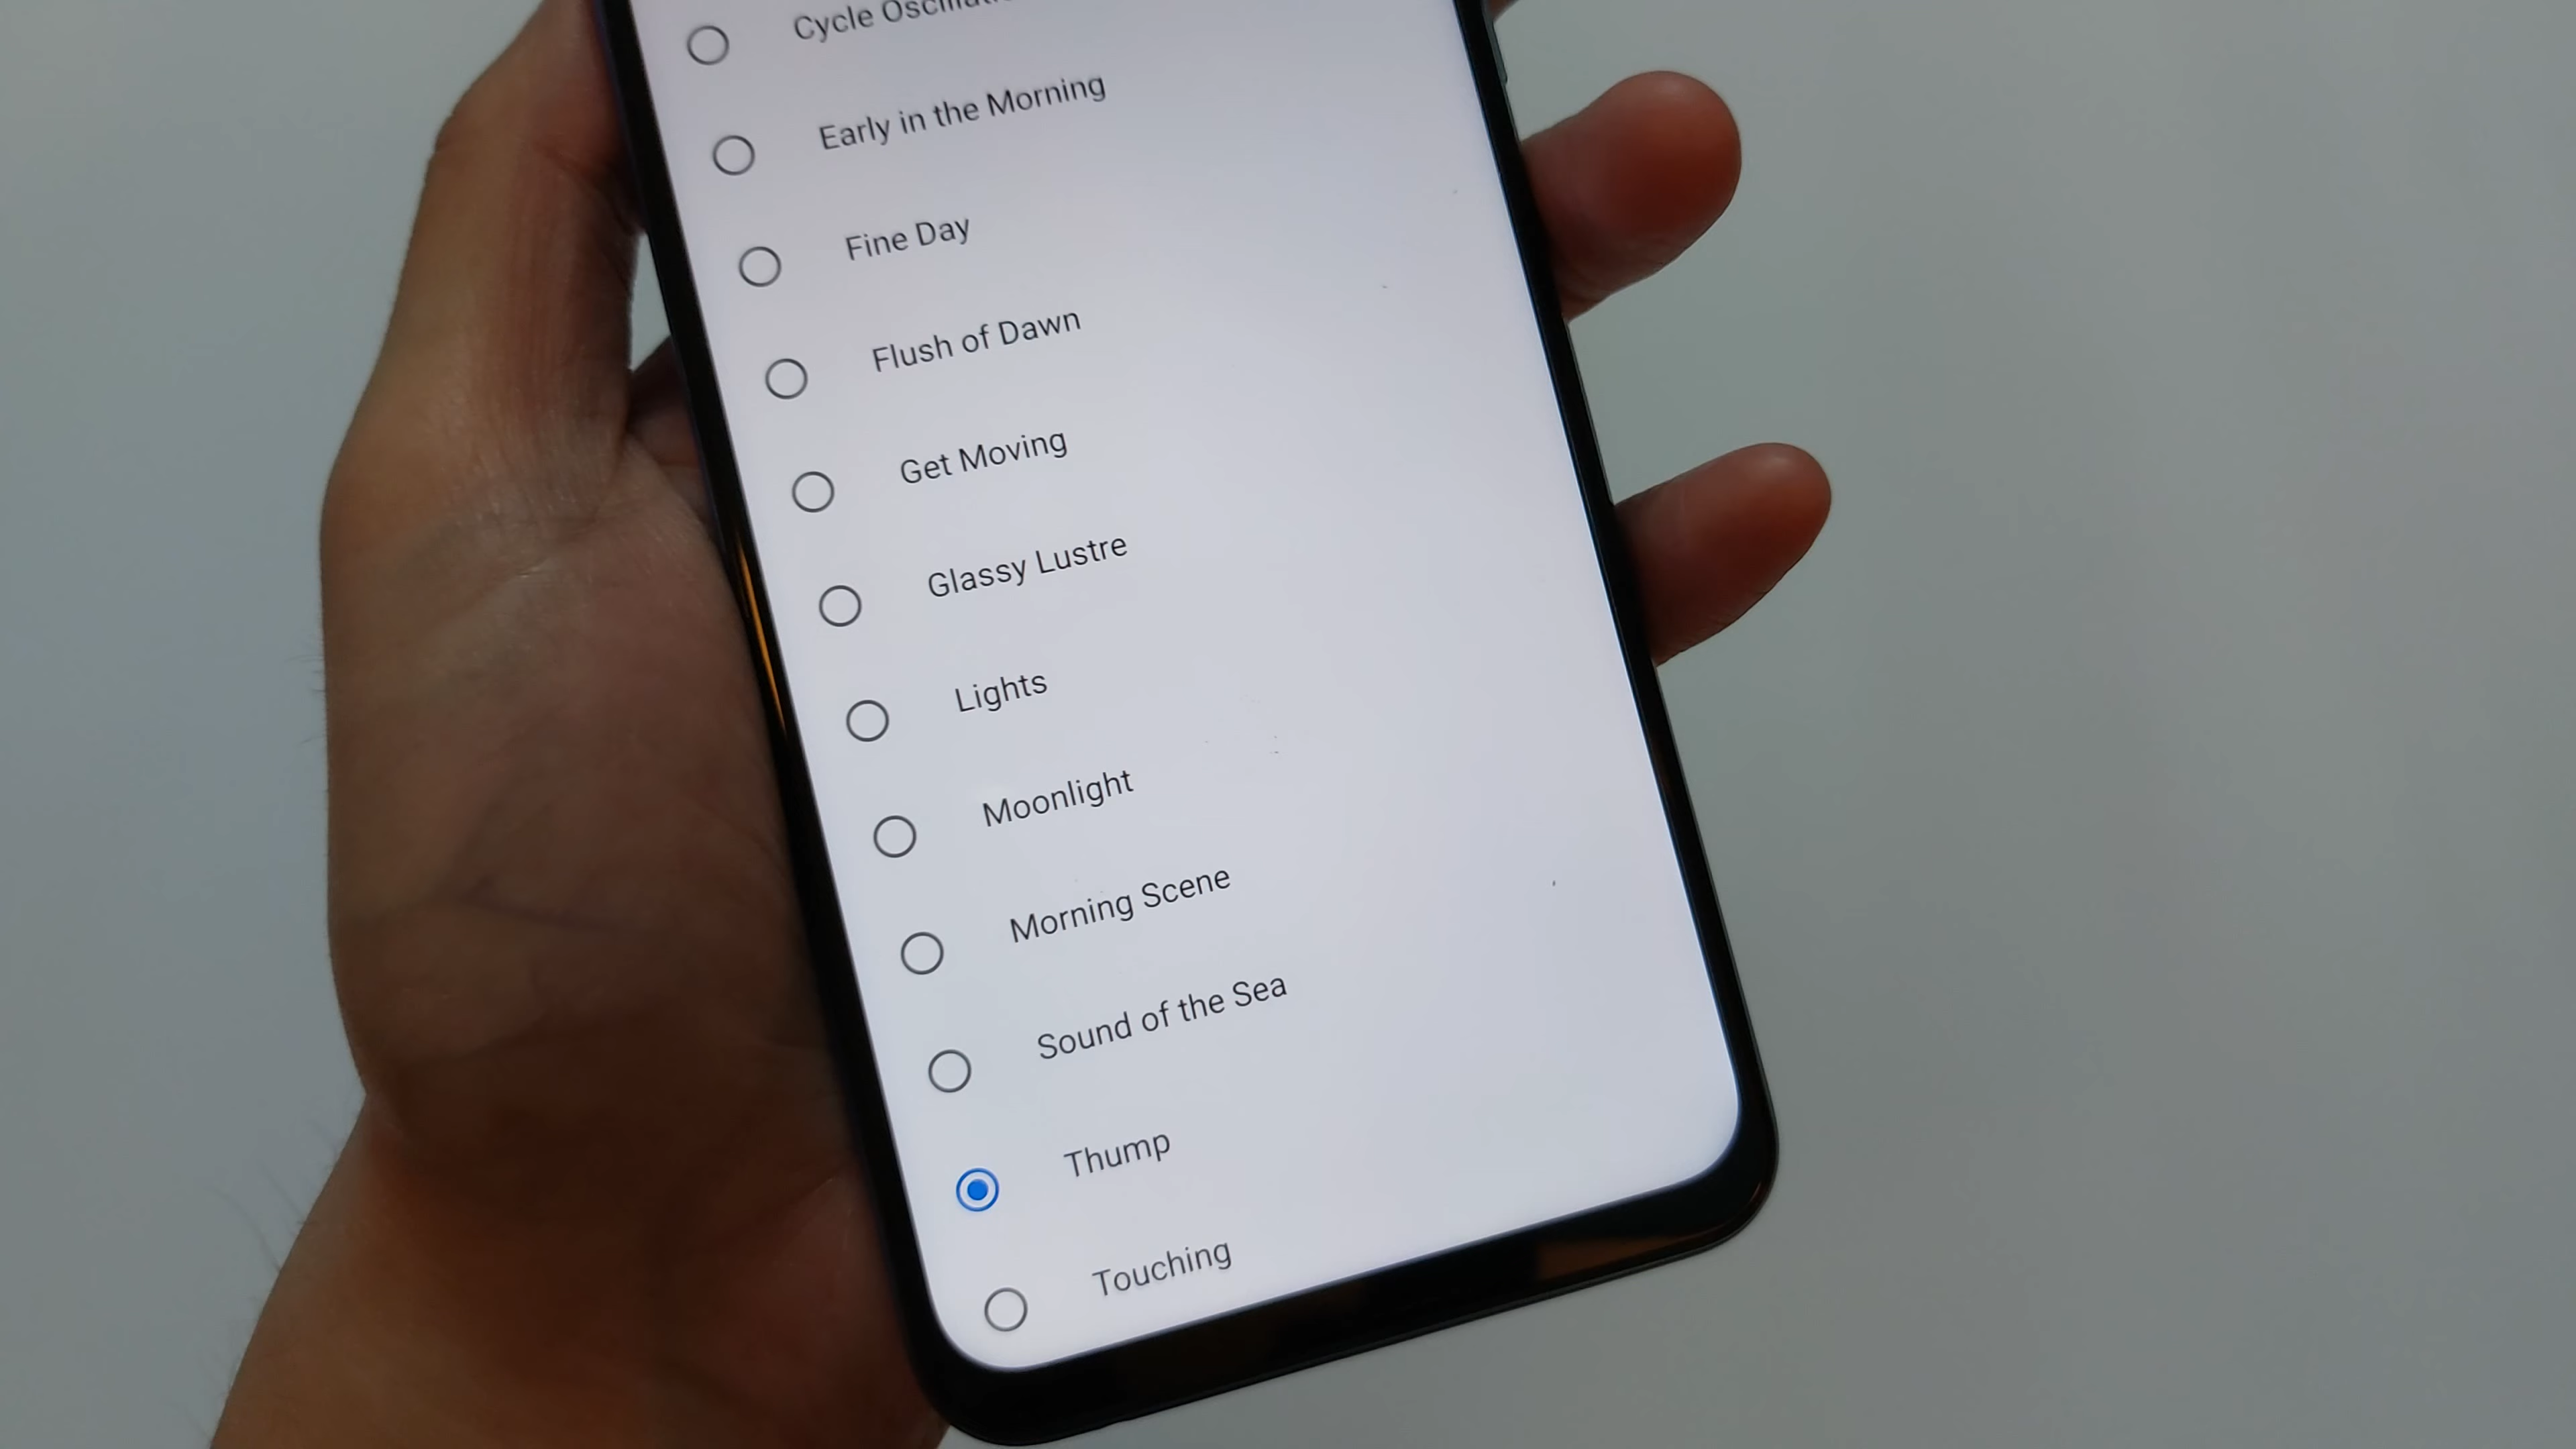 Cycle
Early in the Morning
Fine Day
Flush of Dawn
Get Moving
Glassy Lustre
Lights
Moonlight
Morning Scene
Sound of the Sea
Thump
Touching